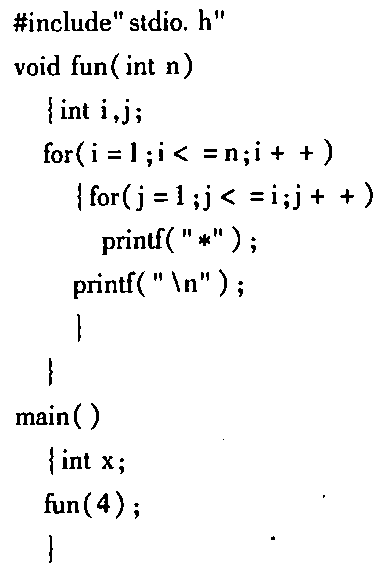 #include" stdio. h"
void fun( int n)
{int i,j;
for( i = 1 ;i < = n;i + + )
{for( j = 1 ;j < = i;j + + )
printf( " * " ) ;
printf( " \n" ) ;
}
}
main( )
{int x;
fun(4) ;
}